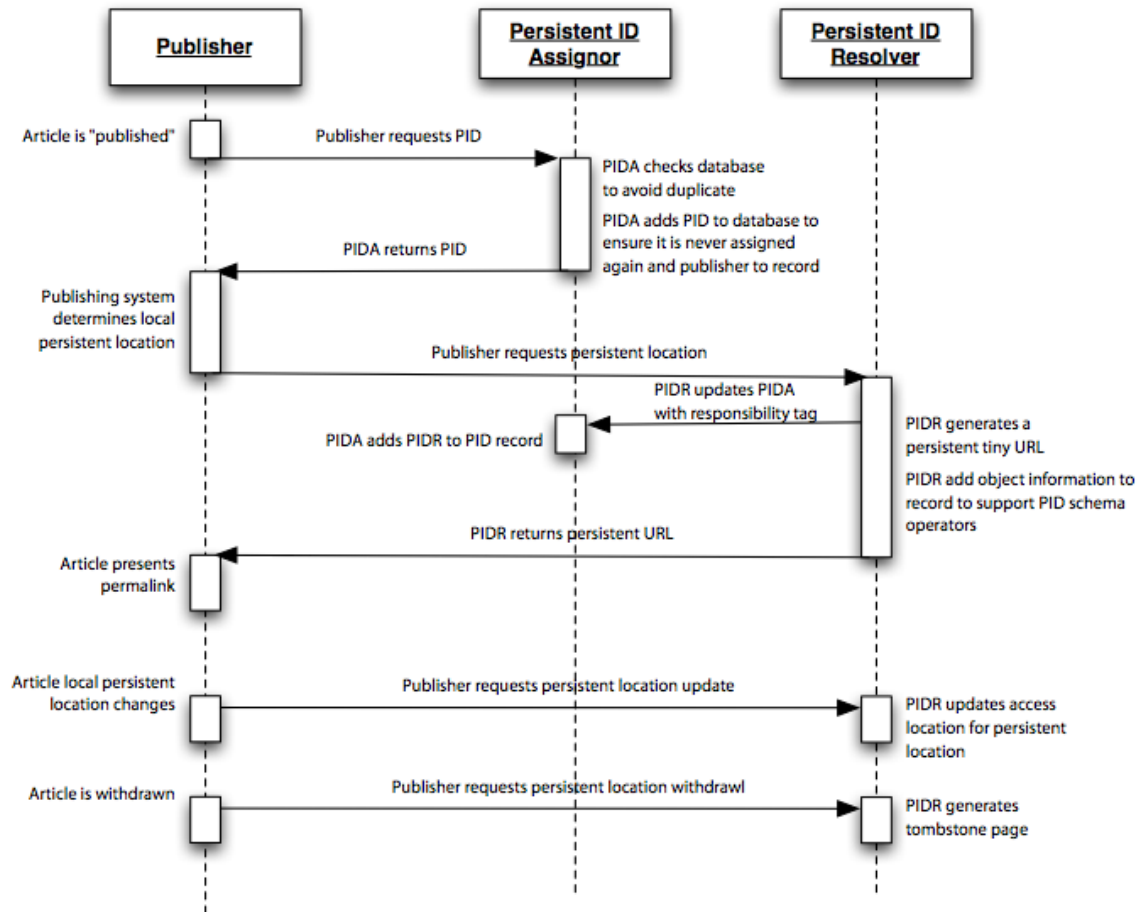 Publisher
Persistent ID
Assignor
Persistent ID
Resolver
Article is "published"
Publisher requests PID
PIDA checks database
to avoid duplicate
PIDA adds PID to database to
ensure it is never assigned
again and publisher to record
PIDA returns PID
Publishing system
determines local
persistent location
Publisher requests persistent location
PIDR updates PIDA
with responsibility tag
PIDA adds PIDR to PID record
PIDR generates a
persistent tiny URL
PIDR add object information to
record to support PID schema
operators
PIDR returns persistent URL
Article presents
permalink
Article local persistent
location changes
Publisher requests persistent location update
PIDR updates access
location for persistent
location
Article is withdrawn
Publisher requests persistent location withdrawl
PIDR generates
tombstone page